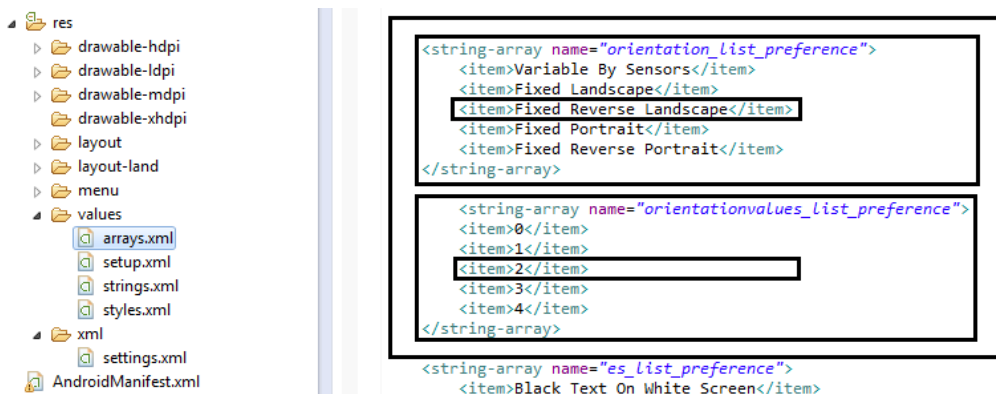 res
drawable-hdpi
drawable-ldpi
drawable-mdpi
drawable-xhdpi
layout
layout-land
menu
values
arrays.xml
setup.xml
strings.xml
styles.xml
xml
settings.xml
AndroidManifest.xml
<string-array name="orientation_list_preference">
<item>Variable By Sensors</item>
<item>Fixed Landscape</item>
<item>Fixed Reverse Landscape</item>
<item>Fixed Portrait</item>
<item>Fixed Reverse Portrait</item>
</string-array>
<string-array name="orientationvalues_list_preference">
<item>0</item>
<item>1</item>
<item>2</item>
<item>3</item>
<item>4</item>
</string-array>
<string-array name="es_list_preference">
<item>Black Text On White Screen</item>